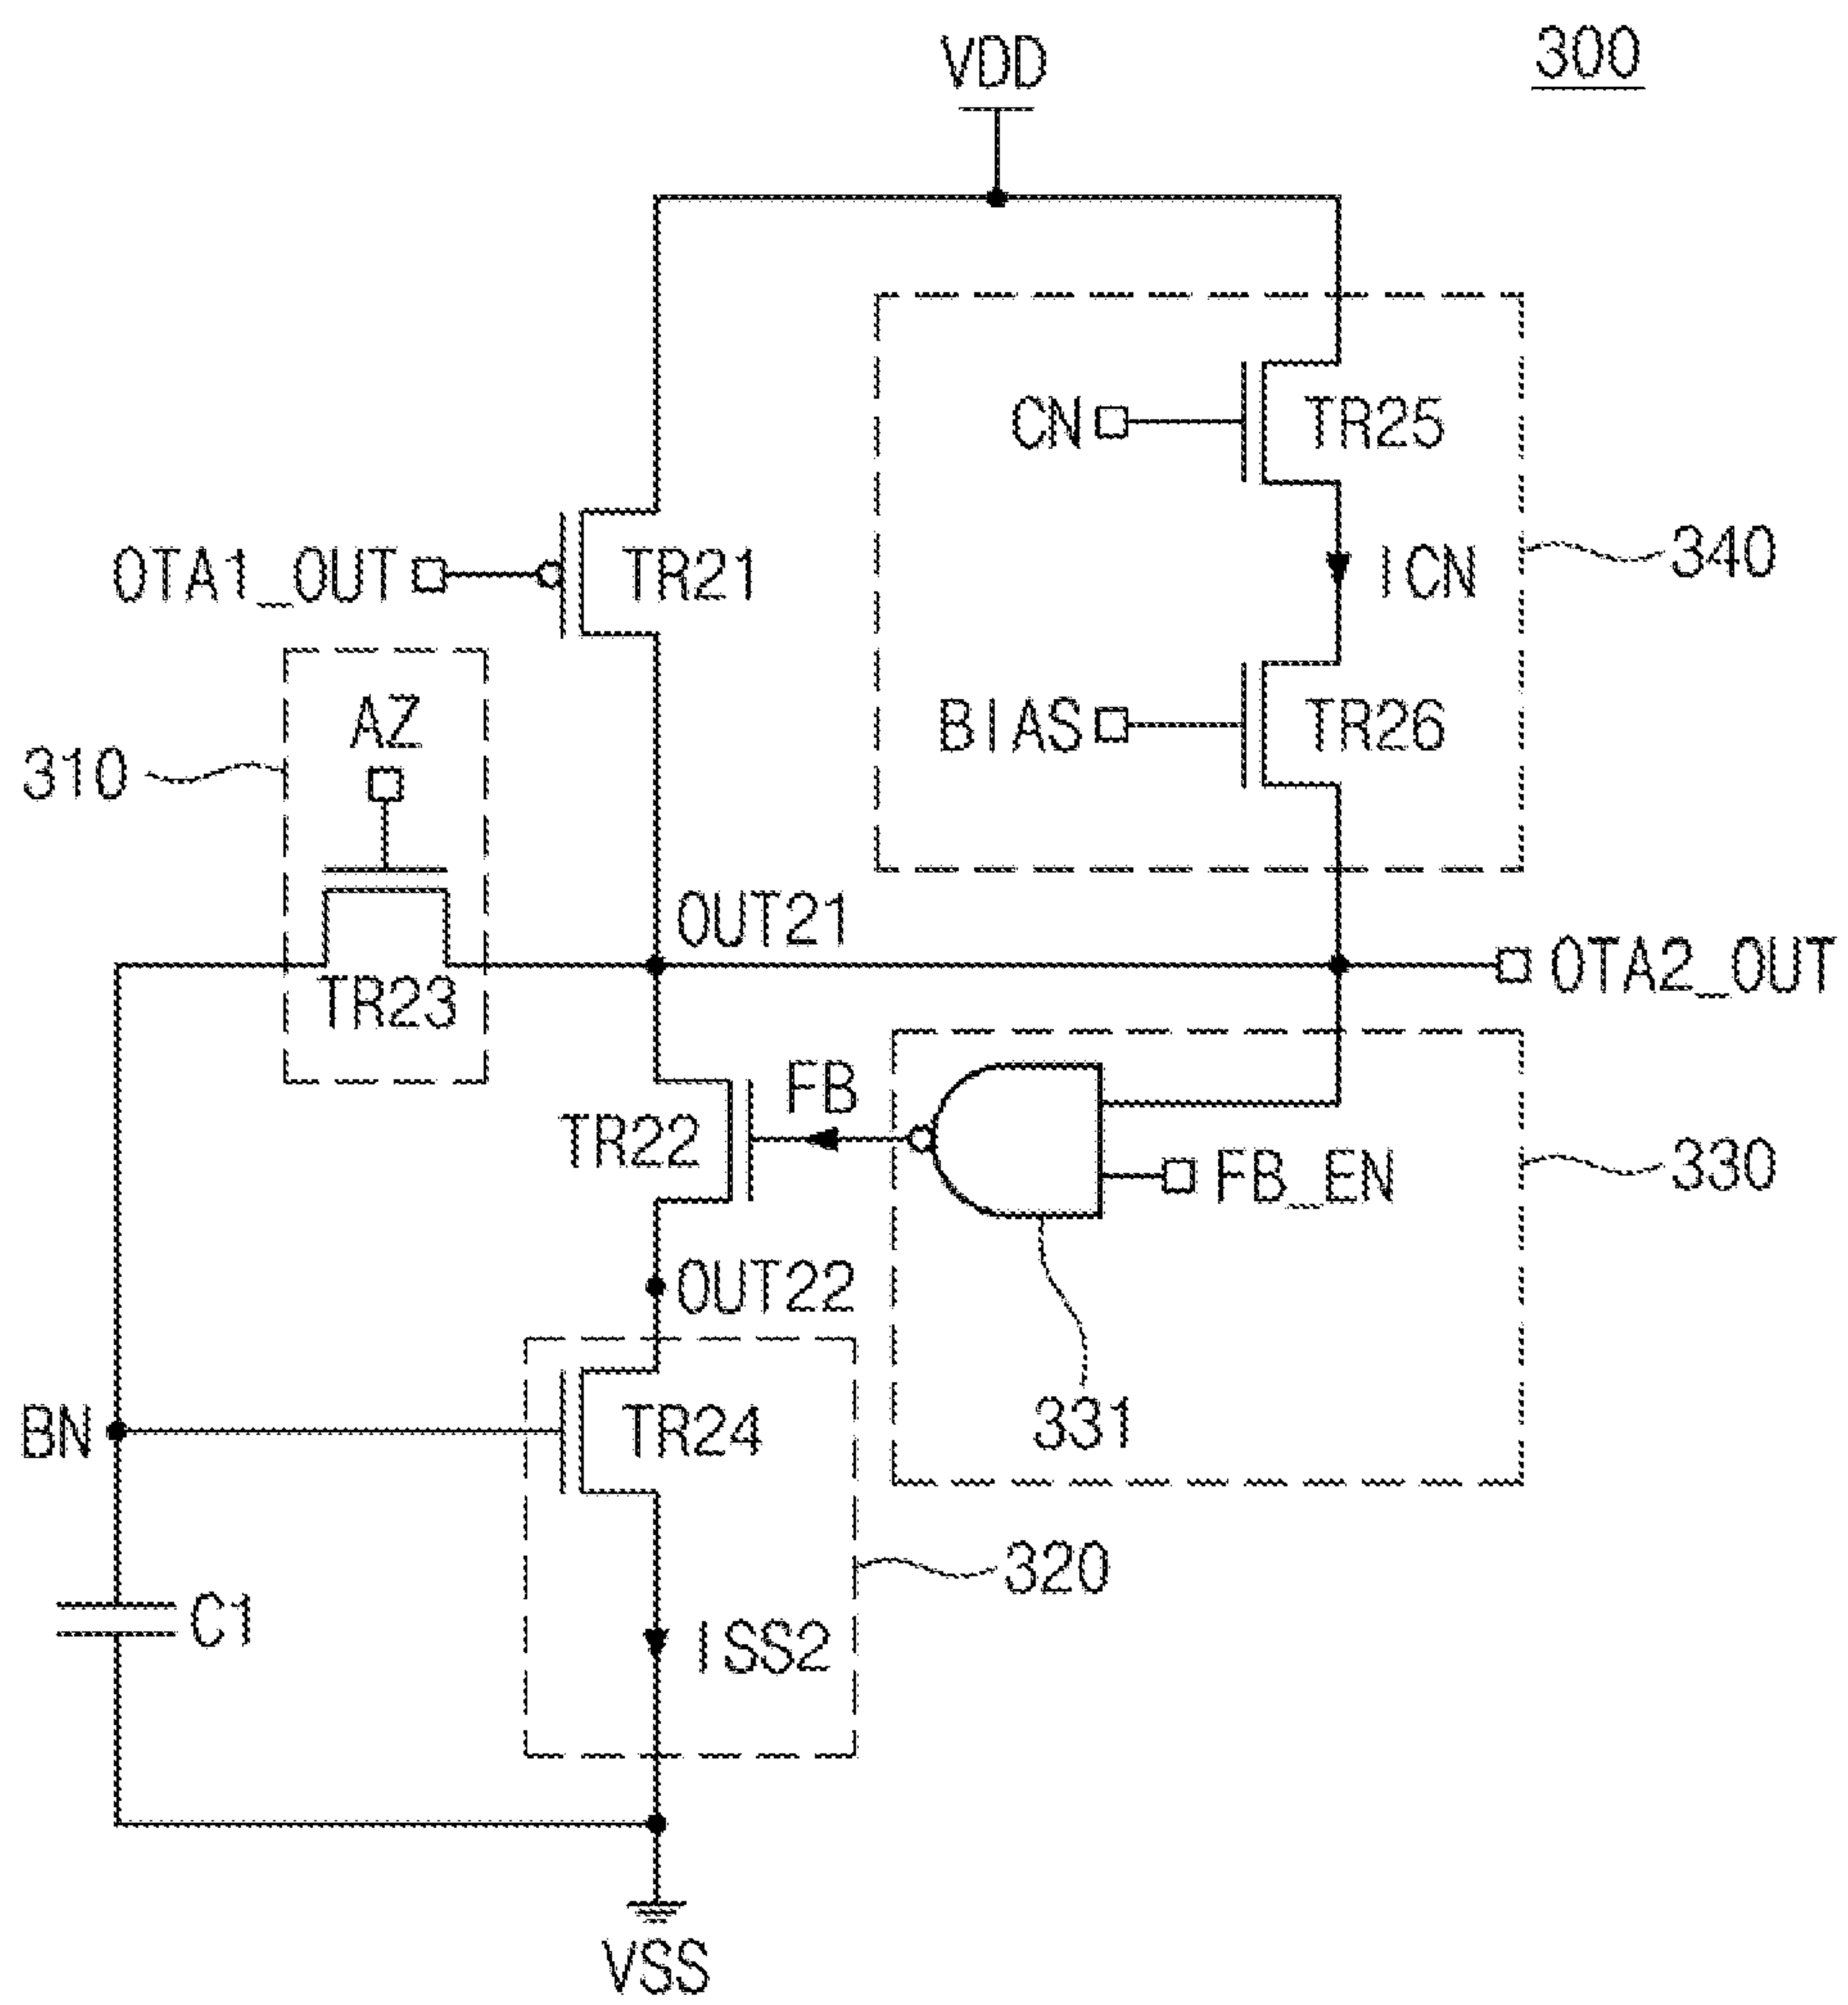 300
VDD
CN
TR25
OTA1_OUT
TR21
ICN
340
AZ
BIAS
TR26
310
OUT21
TR23
OTA2_OUT
FB
TR22
FB_EN
330
OUT22
BN
TR24
331
320
C1
ISS2
VSS